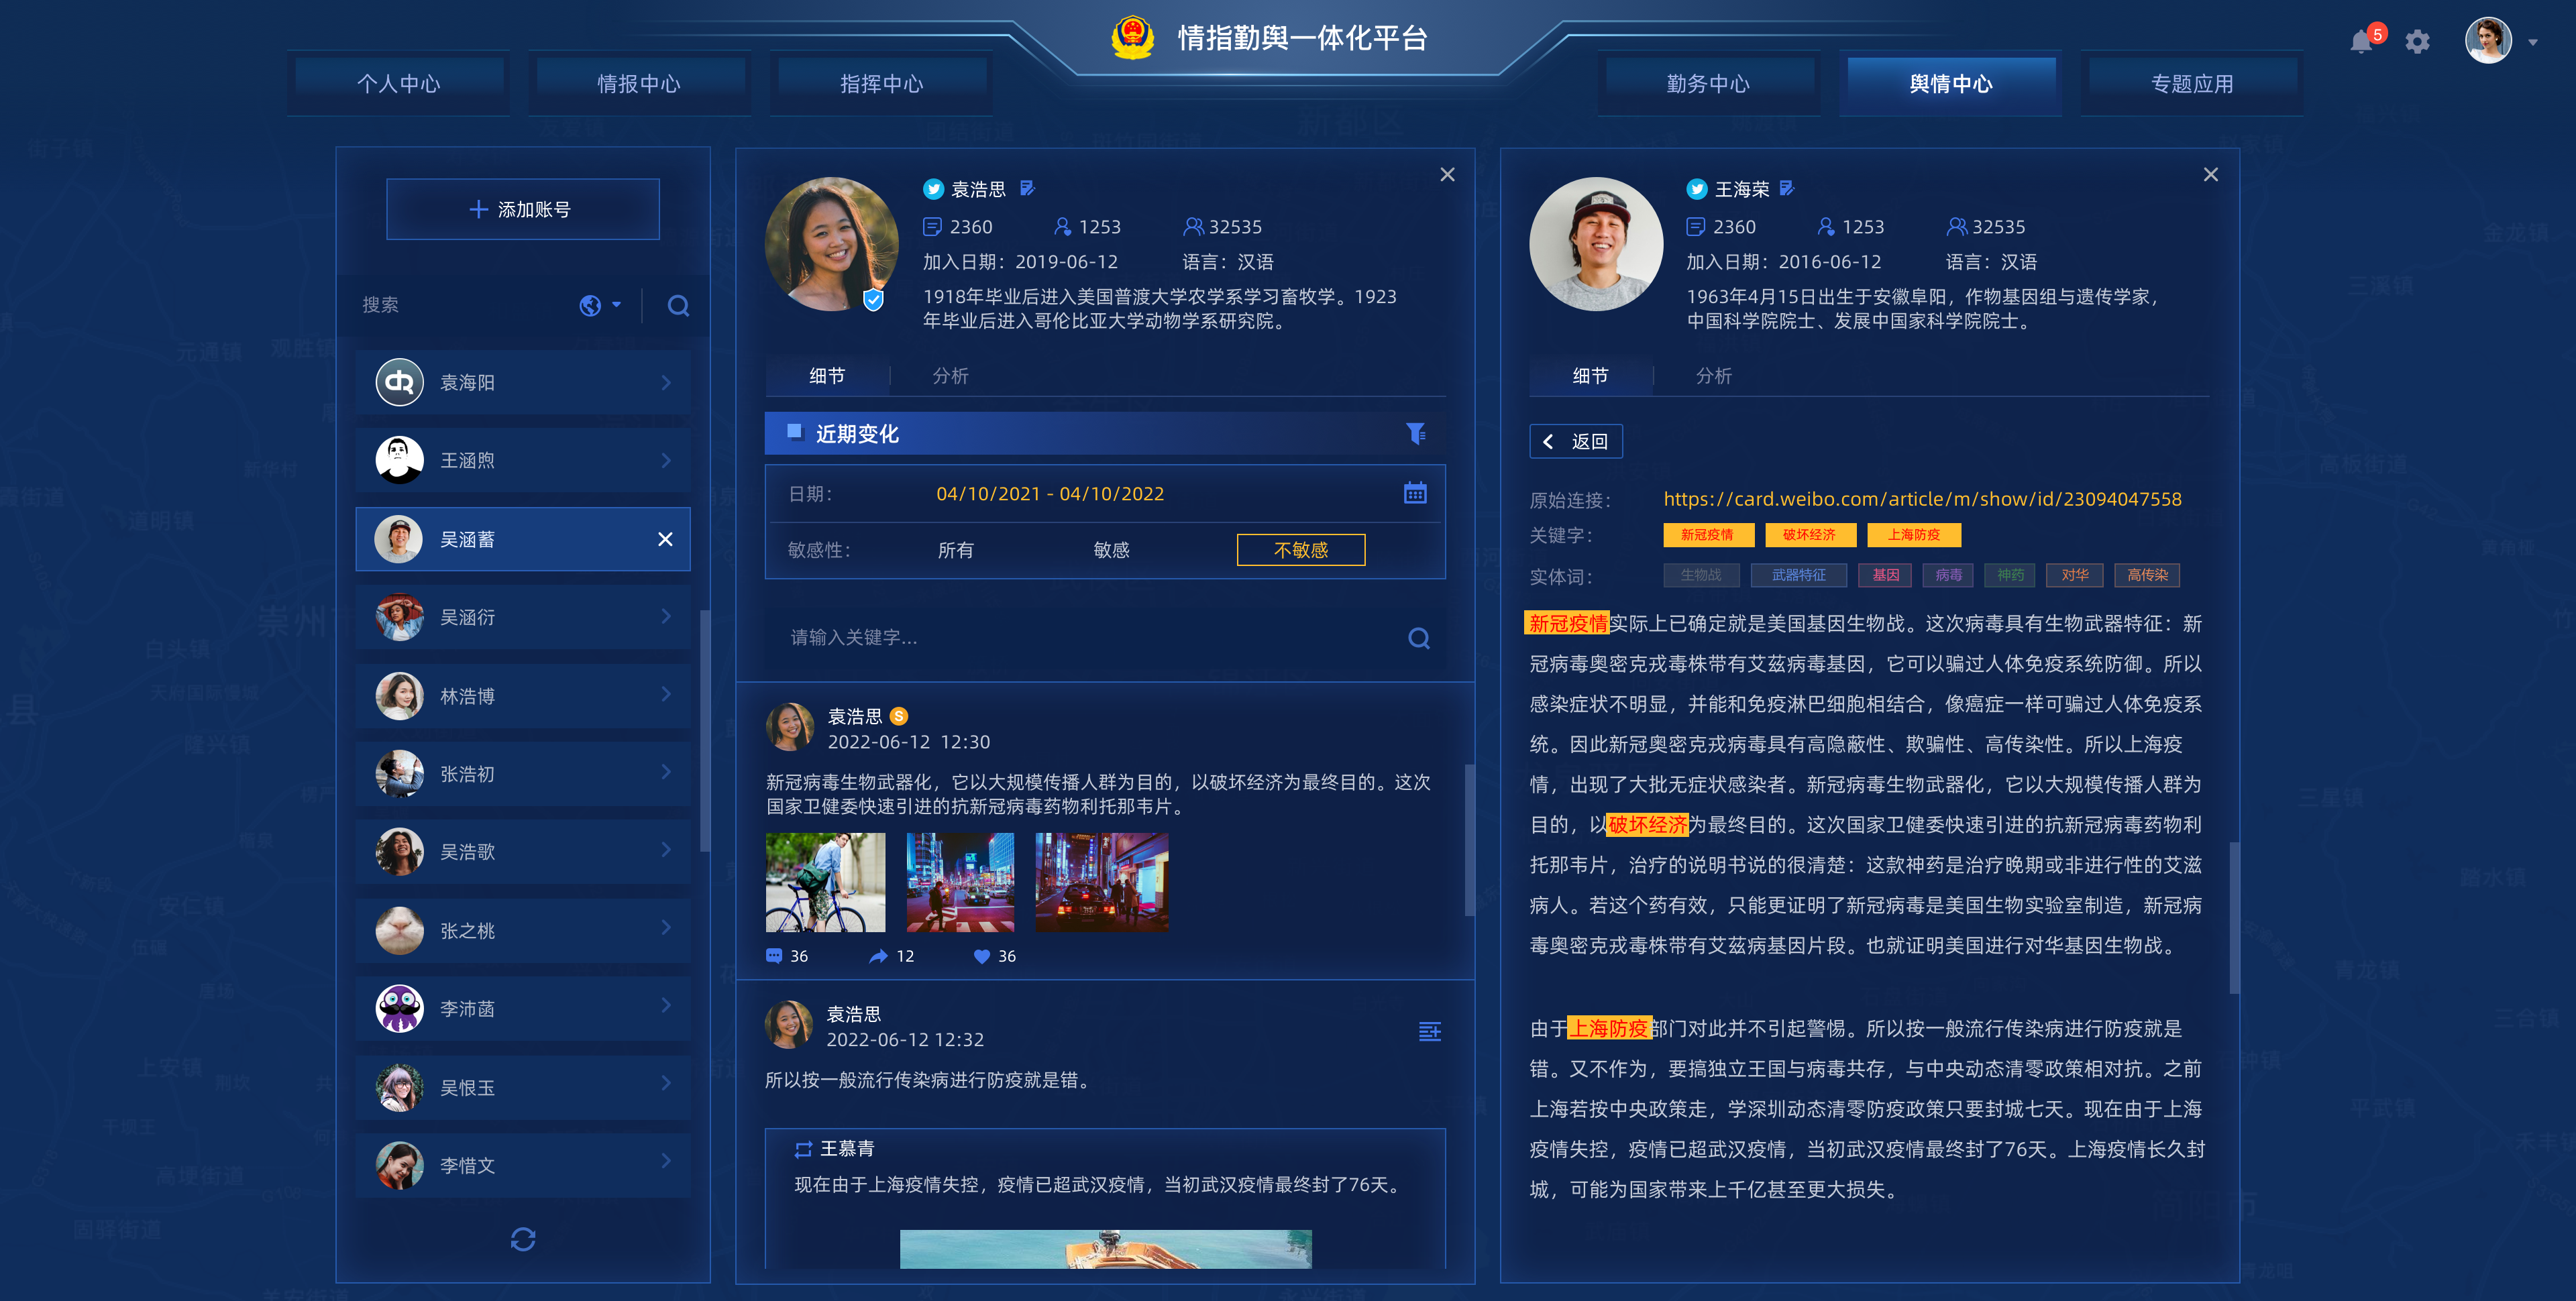 情指勤舆一体化平台
5
个人中心
情报中心
指挥中心
勤务中心
舆情中心
专题应用
添加账号
搜索
袁海阳
王涵煦
吴涵蓄
吴涵衍
林浩博
张浩初
吴浩歌
张之桃
李沛菡
吴恨玉
李惜文
袁浩思
2360 1253 32535
加入日期：2019-06-12 语言：汉语
1918年毕业后进入美国普渡大学农学系学习畜牧学。1923
年毕业后进入哥伦比亚大学动物学系研究院。
细节 分析
近期变化
日期： 04/10/2021 - 04/10/2022
敏感性： 所有 敏感 不敏感
请输入关键字...
袁浩思 S
2022-06-12 12:30
新冠病毒生物武器化，它以大规模传播人群为目的，以破坏经济为最终目的。这次
国家卫健委快速引进的抗新冠病毒药物利托那韦片。
36 12 36
袁浩思
2022-06-12 12:32
所以按一般流行传染病进行防疫就是错。
王慕青
现在由于上海疫情失控，疫情已超武汉疫情，当初武汉疫情最终封了76天。
王海荣
2360 1253 32535
加入日期：2016-06-12 语言：汉语
1963年4月15日出生于安徽阜阳，作物基因组与遗传学家，
中国科学院院士、发展中国家科学院院士。
细节 分析
返回
原始连接： https://card.weibo.com/article/m/show/id/23094047558
关键字： 新冠疫情 破坏经济 上海防疫
实体词： 生物战 武器特征 基因 病毒 神药 对华 高传染
新冠疫情实际上已确定就是美国基因生物战。这次病毒具有生物武器特征：新
冠病毒奥密克戎毒株带有艾兹病毒基因，它可以骗过人体免疫系统防御。所以
感染症状不明显，并能和免疫淋巴细胞相结合，像癌症一样可骗过人体免疫系
统。因此新冠奥密克戎病毒具有高隐蔽性、欺骗性、高传染性。所以上海疫
情，出现了大批无症状感染者。新冠病毒生物武器化，它以大规模传播人群为
目的，以破坏经济为最终目的。这次国家卫健委快速引进的抗新冠病毒药物利
托那韦片，治疗的说明书说的很清楚：这款神药是治疗晚期或非进行性的艾滋
病人。若这个药有效，只能更证明了新冠病毒是美国生物实验室制造，新冠病
毒奥密克戎毒株带有艾兹病基因片段。也就证明美国进行对华基因生物战。
由于上海防疫部门对此并不引起警惕。所以按一般流行传染病进行防疫就是
错。又不作为，要搞独立王国与病毒共存，与中央动态清零政策相对抗。之前
上海若按中央政策走，学深圳动态清零防疫政策只要封城七天。现在由于上海
疫情失控，疫情已超武汉疫情，当初武汉疫情最终封了76天。上海疫情长久封
城，可能为国家带来上千亿甚至更大损失。